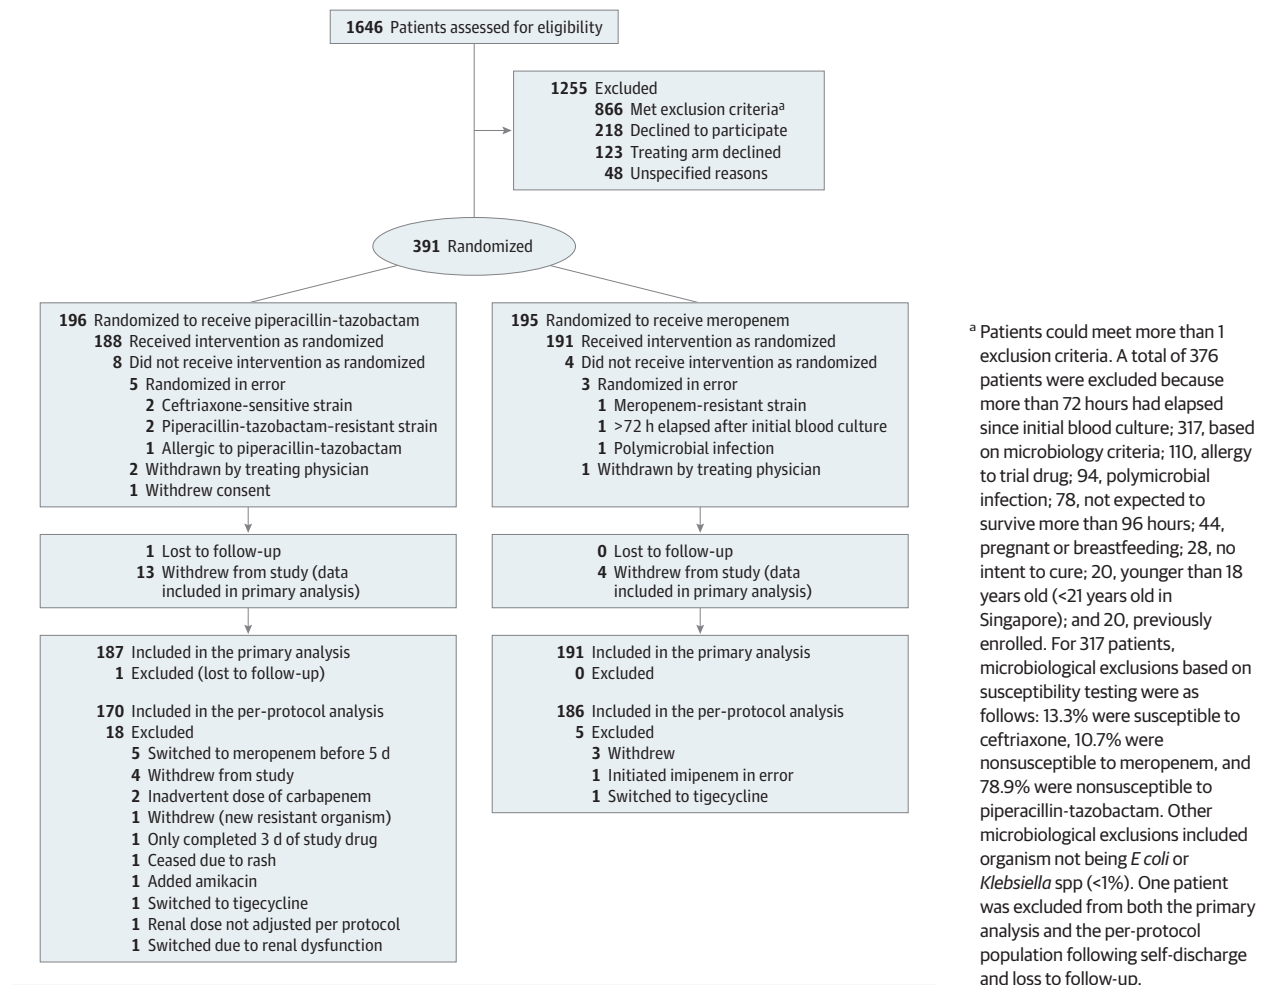 1646 Patients assessed for eligibility
1255 Excluded
866 Met exclusion criteriaa
218 Declined to participate
123 Treating arm declined
48 Unspecified reasons
391 Randomized
196 Randomized to receive piperacillin-tazobactam
188 Received intervention as randomized
8 Did not receive intervention as randomized
5 Randomized in error
2 Ceftriaxone-sensitive strain
2 Piperacillin-tazobactam-resistant strain
1 Allergic to piperacillin-tazobactam
2 Withdrawn by treating physician
1 Withdrew consent
195 Randomized to receive meropenem
191 Received intervention as randomized
4 Did not receive intervention as randomized
3 Randomized in error
1 Meropenem-resistant strain
1 >72 h elapsed after initial blood culture
1 Polymicrobial infection
1 Withdrawn by treating physician
1 Lost to follow-up
13 Withdrew from study (data
included in primary analysis)
0 Lost to follow-up
4 Withdrew from study (data
included in primary analysis)
187 Included in the primary analysis
1 Excluded (lost to follow-up)
170 Included in the per-protocol analysis
18 Excluded
5 Switched to meropenem before 5 d
4 Withdrew from study
2 Inadvertent dose of carbapenem
1 Withdrew (new resistant organism)
1 Only completed 3 d of study drug
1 Ceased due to rash
1 Added amikacin
1 Switched to tigecycline
1 Renal dose not adjusted per protocol
1 Switched due to renal dysfunction
191 Included in the primary analysis
0 Excluded
186 Included in the per-protocol analysis
5 Excluded
3 Withdrew
1 Initiated imipenem in error
1 Switched to tigecycline
a Patients could meet more than 1
exclusion criteria. A total of 376
patients were excluded because
more than 72 hours had elapsed
since initial blood culture; 317, based
on microbiology criteria; 110, allergy
to trial drug; 94, polymicrobial
infection; 78, not expected to
survive more than 96 hours; 44,
pregnant or breastfeeding; 28, no
intent to cure; 20, younger than 18
years old (<21 years old in
Singapore); and 20, previously
enrolled. For 317 patients,
microbiological exclusions based on
susceptibility testing were as
follows: 13.3% were susceptible to
ceftriaxone, 10.7% were
nonsusceptible to meropenem, and
78.9% were nonsusceptible to
piperacillin-tazobactam. Other
microbiological exclusions included
organism not being E coli or
Klebsiella spp (<1%). One patient
was excluded from both the primary
analysis and the per-protocol
population following self-discharge
and loss to follow-up.